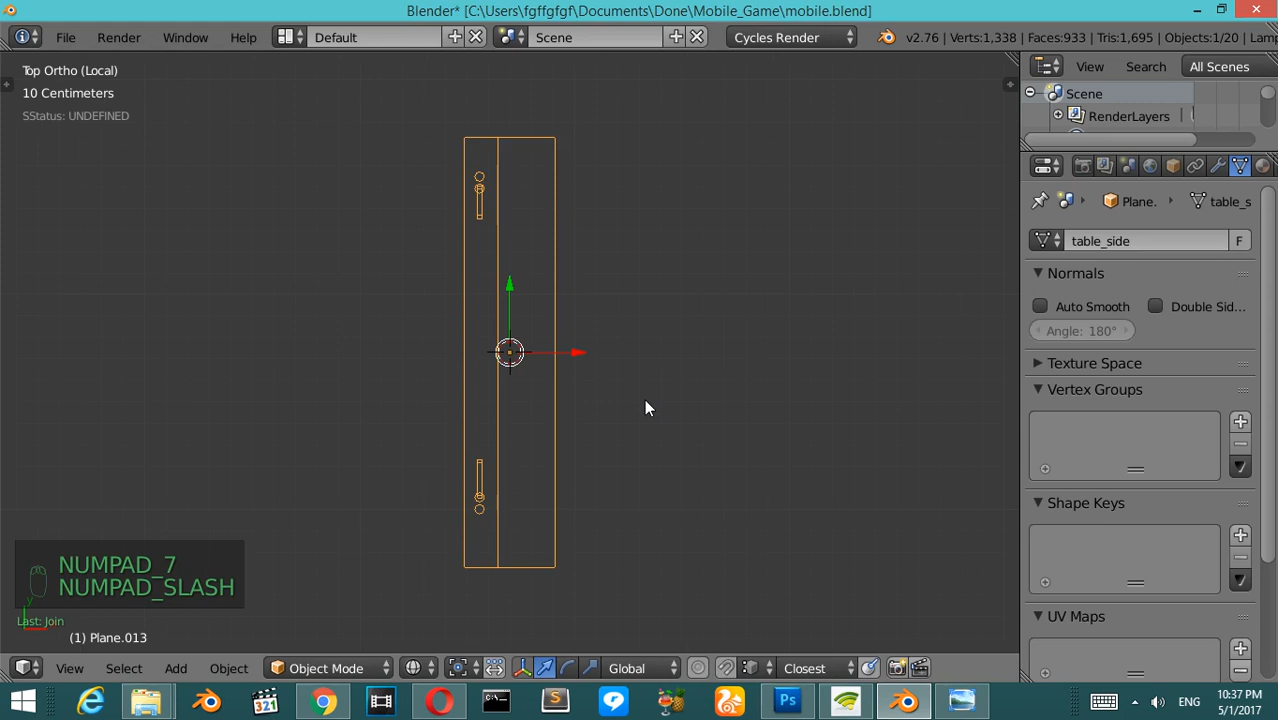 Blender* [C:\Users\fgffgfgf\Documents\Done\Mobile_Game\mobile.blend]
File Render Window Help Default Scene Cycles Render v2.76 | Verts:1,338 | Faces:933 | Tris:1,695 | Objects:1/20 | Lamp
Top Ortho (Local)
10 Centimeters
SStatus: UNDEFINED
View Search All Scenes
Scene
RenderLayers
Plane. table_s
table_side F
Normals
Auto Smooth Double Sid...
Angle: 180°
Texture Space
Vertex Groups
Shape Keys
UV Maps
NUMPAD_7
NUMPAD_SLASH
Last: Join
(1) Plane.013
View Select Add Object Object Mode Global Closest
ENG
10:37 PM
5/1/2017